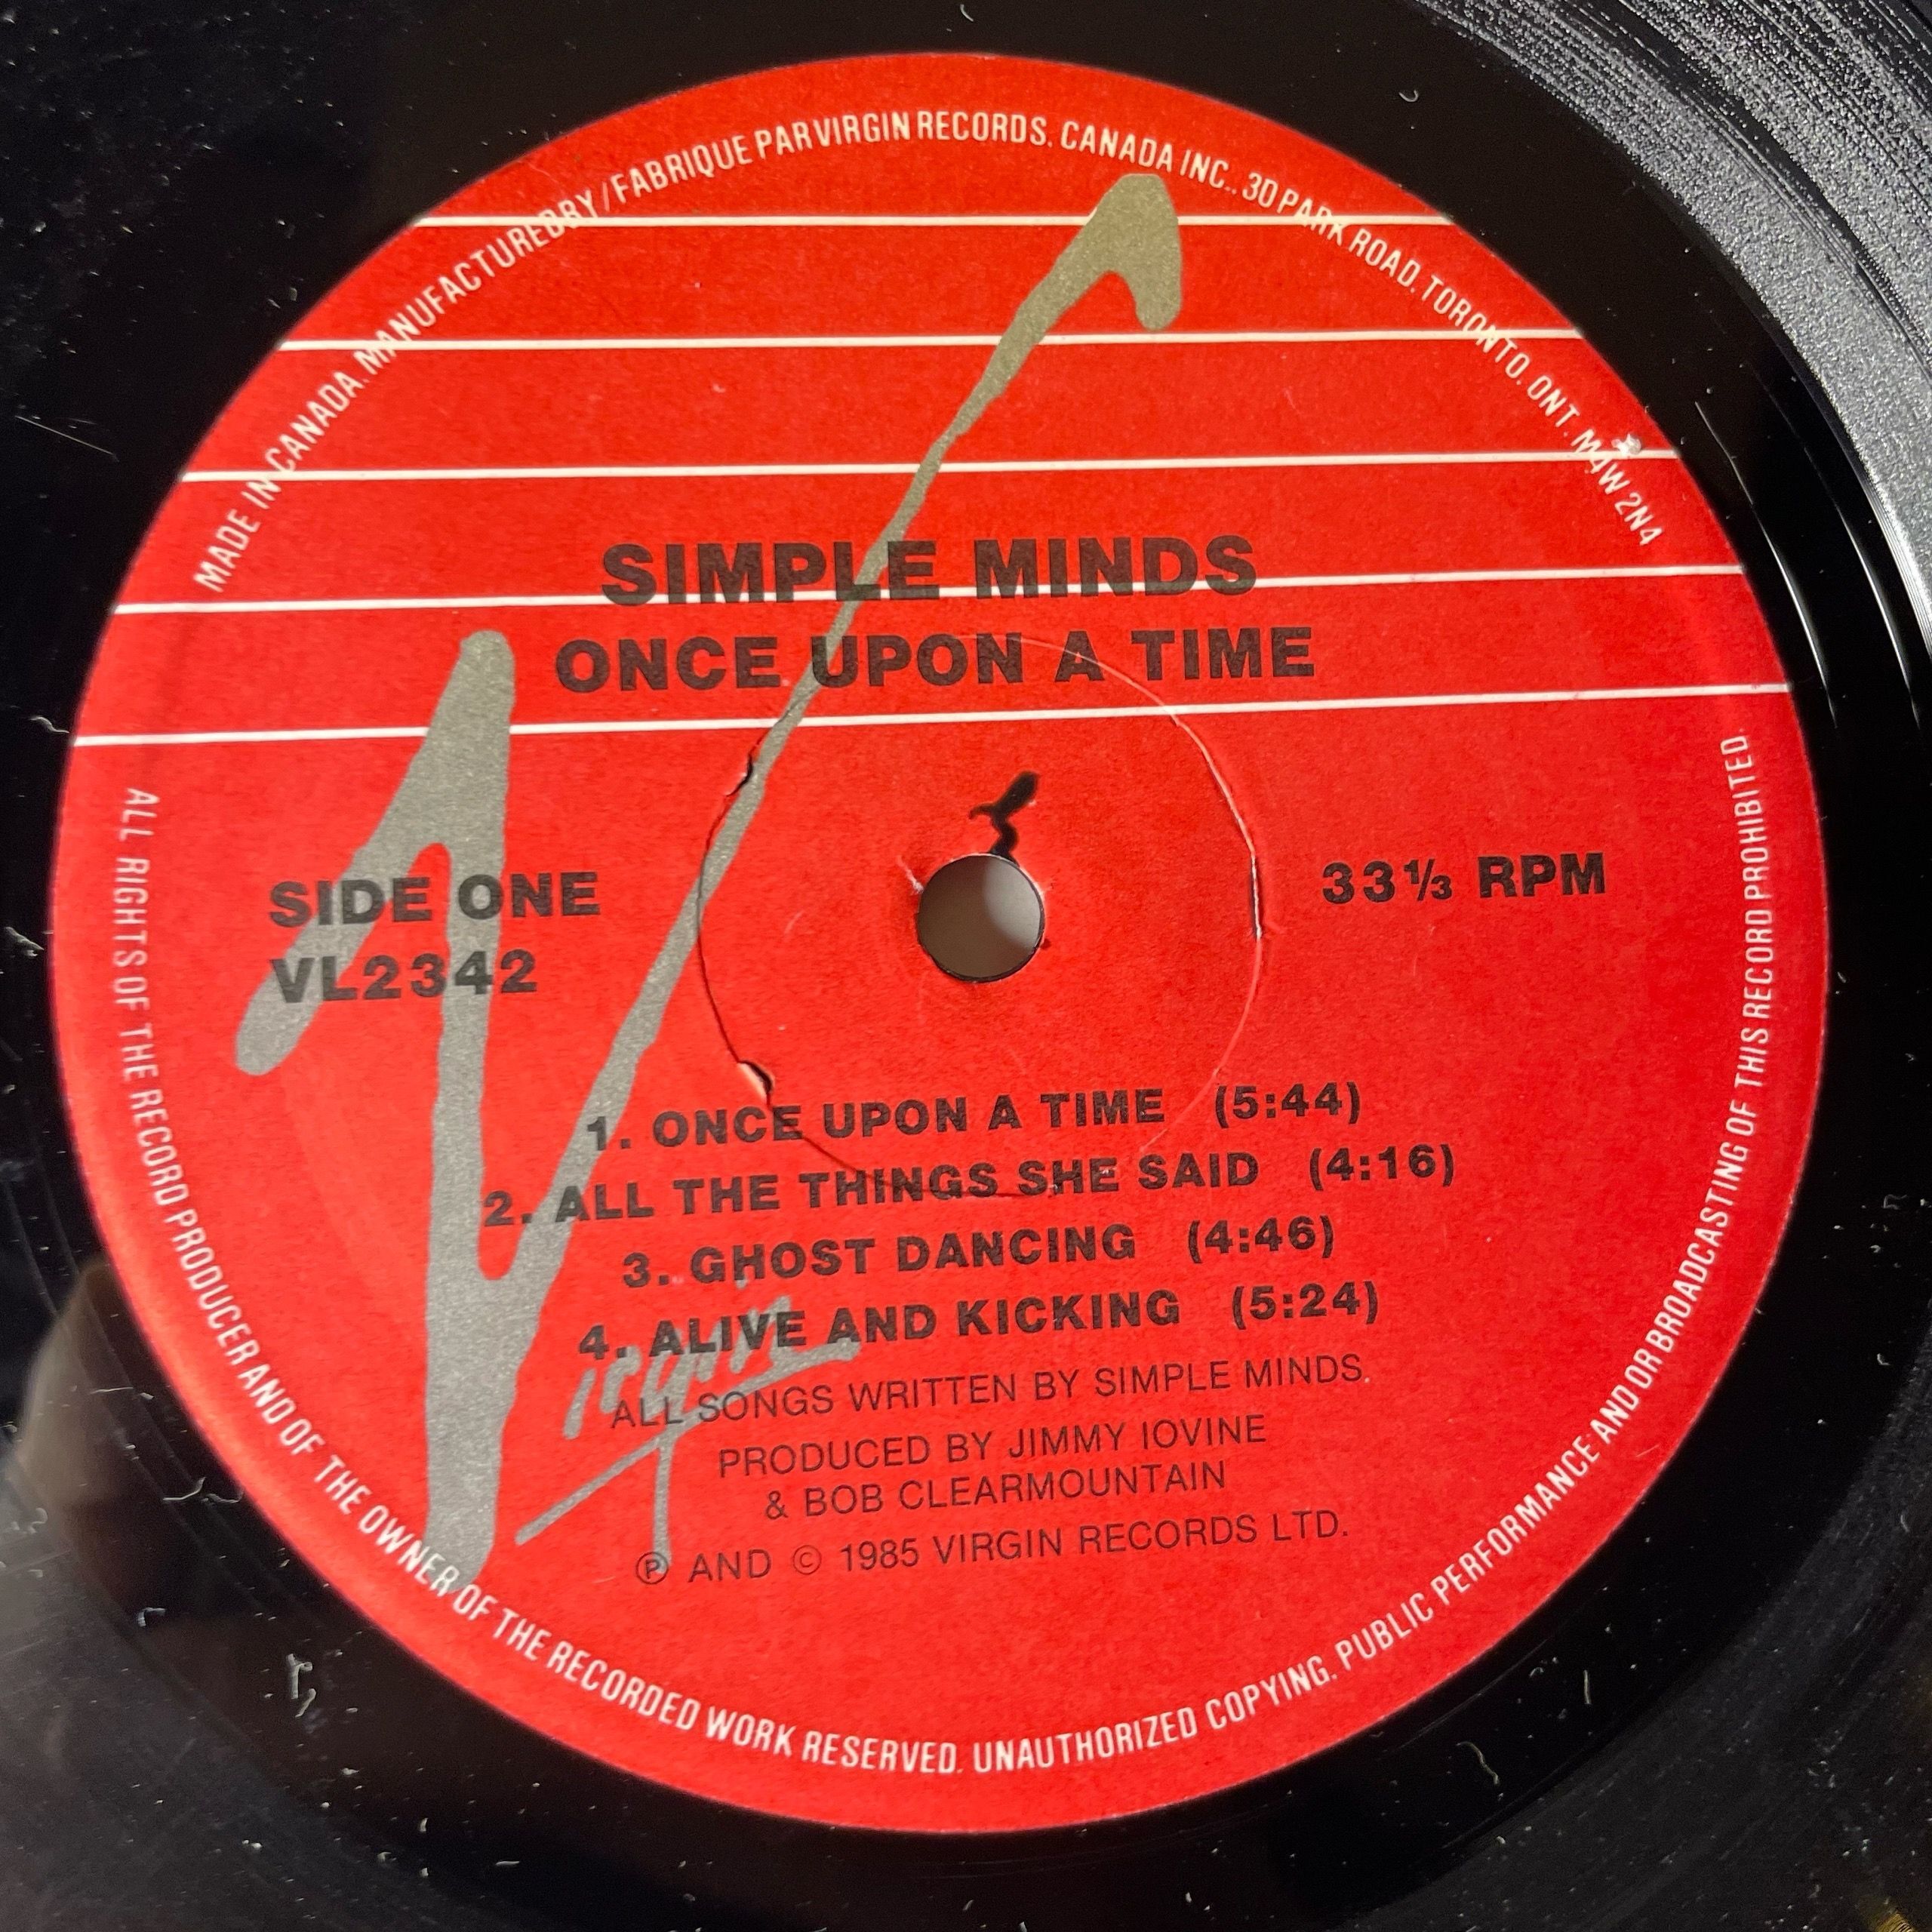 MADE IN CANADA. MANUFACTURED BY / FABRIQUE PAR VIRGIN RECORDS. CANADA INC.. 30 PARK ROAD. TORONTO. ONT. M4W 2N4
SIMPLE MINDS
ONCE UPON A TIME
SIDE ONE
VL2342
33⅓ RPM
1. ONCE UPON A TIME (5:44)
2. ALL THE THINGS SHE SAID (4:16)
3. GHOST DANCING (4:46)
4. ALIVE AND KICKING (5:24)
Virgin
ALL SONGS WRITTEN BY SIMPLE MINDS.
PRODUCED BY JIMMY IOVINE
& BOB CLEARMOUNTAIN
℗ AND © 1985 VIRGIN RECORDS LTD.
ALL RIGHTS OF THE RECORD PRODUCER AND OF THE OWNER OF THE RECORDED WORK RESERVED. UNAUTHORIZED COPYING. PUBLIC PERFORMANCE AND OR BROADCASTING OF THIS RECORD PROHIBITED.